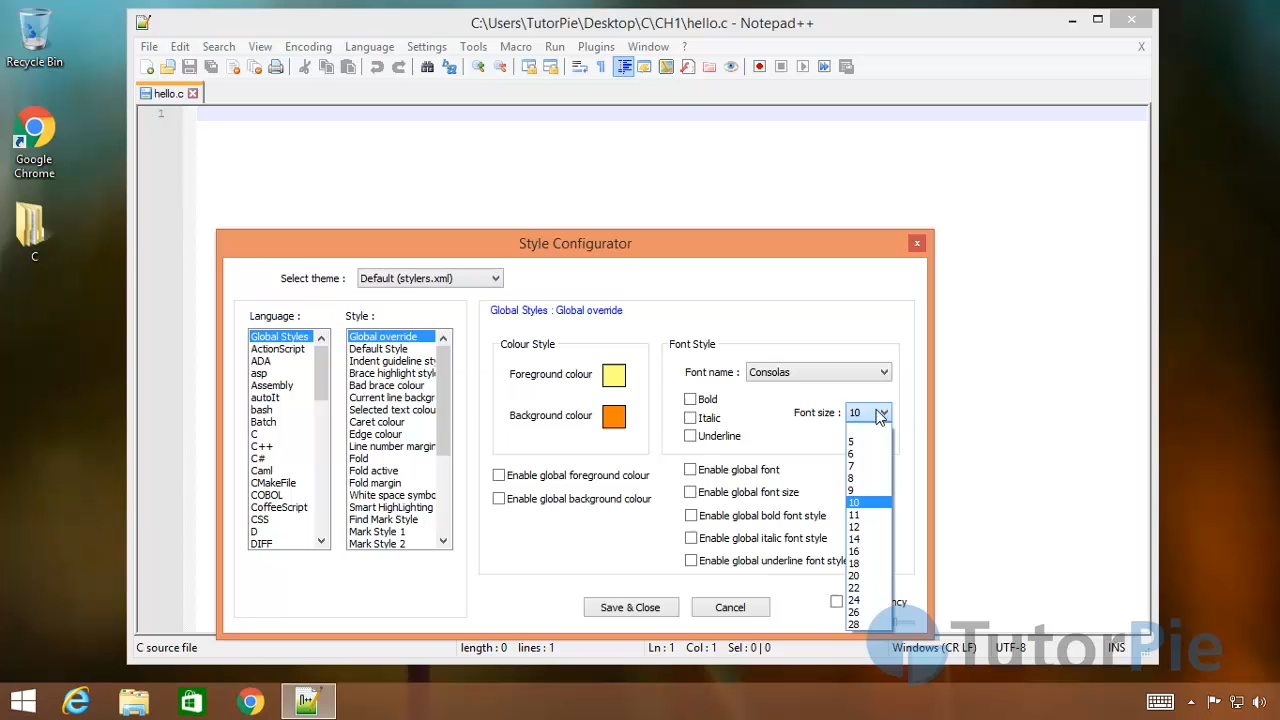 Recycle Bin
Google
Chrome
C
C:\Users\TutorPie\Desktop\C\CH1\hello.c - Notepad++
File Edit Search View Encoding Language Settings Tools Macro Run Plugins Window ? X
hello.c
1
Style Configurator
Select theme : Default (stylers.xml)
Language :
Global Styles
ActionScript
ADA
asp
Assembly
autoIt
bash
Batch
C
C++
C#
Caml
CMakeFile
COBOL
CoffeeScript
CSS
D
DIFF
Style :
Global override
Default Style
Indent guideline sty
Brace highlight style
Bad brace colour
Current line backgr
Selected text colou
Caret colour
Edge colour
Line number margin
Fold
Fold active
Fold margin
White space symbo
Smart HighLighting
Find Mark Style
Mark Style 1
Mark Style 2
Global Styles : Global override
Colour Style
Foreground colour
Background colour
Enable global foreground colour
Enable global background colour
Font Style
Font name : Consolas
Bold
Italic
Underline
Font size : 10
5
6
7
8
9
10
11
12
14
16
18
20
22
24
26
28
Enable global font
Enable global font size
Enable global bold font style
Enable global italic font style
Enable global underline font style
Save & Close
Cancel
ncy
TutorPie
C source file length : 0 lines : 1 Ln : 1 Col : 1 Sel : 0 | 0 Windows (CR LF) UTF-8 INS